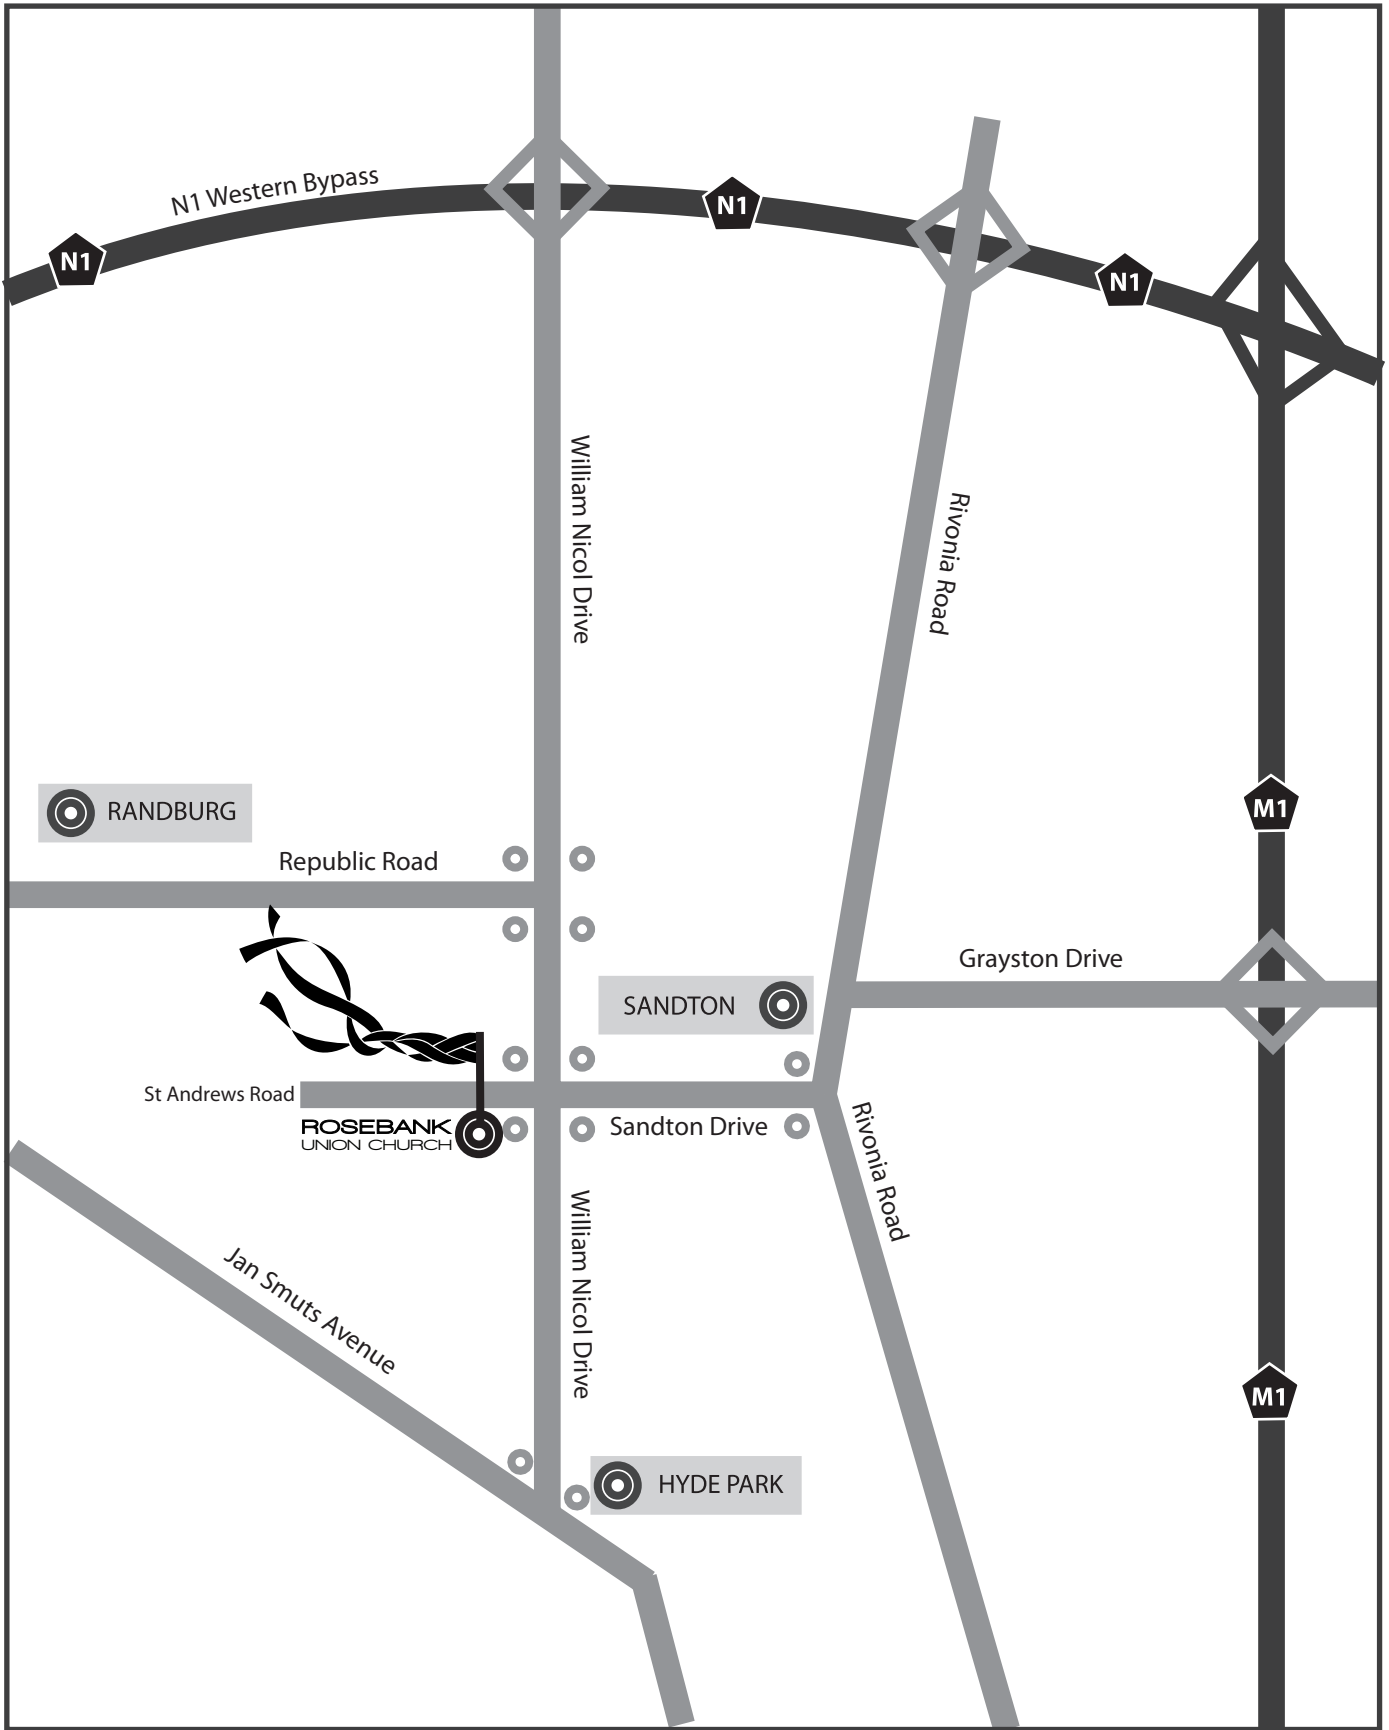 N1 Western Bypass
N1
N1
N1
William Nicol Drive
Rivonia Road
RANDBURG
M1
Republic Road
Grayston Drive
SANDTON
St Andrews Road
ROSEBANK
UNION CHURCH
Sandton Drive
Rivonia Road
William Nicol Drive
Jan Smuts Avenue
M1
HYDE PARK